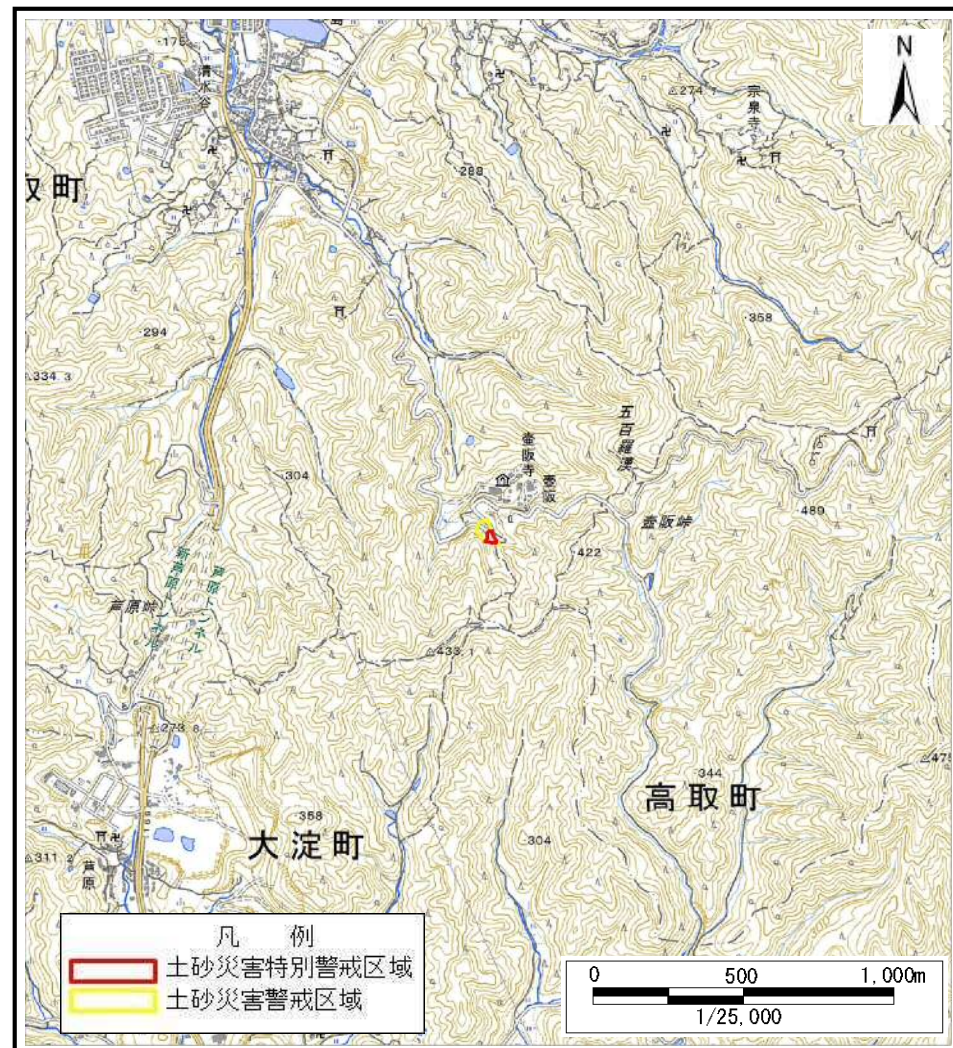 ・175
清水谷
取町
N
△274.7
宗泉寺
288
・358
・294
△334.3
・304
五百羅漢
壺阪寺
壺阪
壺阪峠
489
・422
芦原トンネル
新芦原トンネル
芦原峠
△433.1
△273.8
344
高取町
・358
大淀町
・304
△311.2
芦原
凡 例
土砂災害特別警戒区域
土砂災害警戒区域
0 500 1,000m
1/25,000